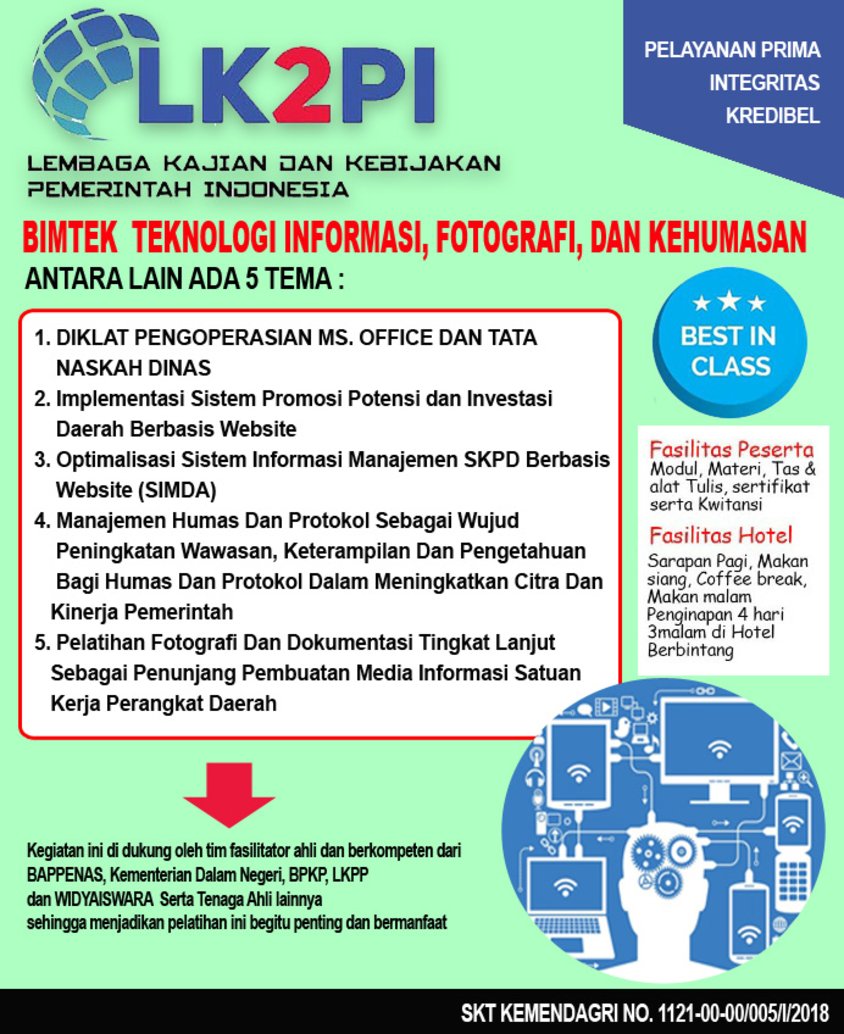 LK2PI
LEMBAGA KAJIAN DAN KEBIJAKAN
PEMERINTAH INDONESIA
PELAYANAN PRIMA
INTEGRITAS
KREDIBEL
BIMTEK TEKNOLOGI INFORMASI, FOTOGRAFI, DAN KEHUMASAN
ANTARA LAIN ADA 5 TEMA :
1. DIKLAT PENGOPERASIAN MS. OFFICE DAN TATA
NASKAH DINAS
2. Implementasi Sistem Promosi Potensi dan Investasi
Daerah Berbasis Website
3. Optimalisasi Sistem Informasi Manajemen SKPD Berbasis
Website (SIMDA)
4. Manajemen Humas Dan Protokol Sebagai Wujud
Peningkatan Wawasan, Keterampilan Dan Pengetahuan
Bagi Humas Dan Protokol Dalam Meningkatkan Citra Dan
Kinerja Pemerintah
5. Pelatihan Fotografi Dan Dokumentasi Tingkat Lanjut
Sebagai Penunjang Pembuatan Media Informasi Satuan
Kerja Perangkat Daerah
BEST IN
CLASS
Fasilitas Peserta
Modul, Materi, Tas &
alat Tulis, sertifikat
serta Kwitansi
Fasilitas Hotel
Sarapan Pagi, Makan
siang, Coffee break,
Makan malam
Penginapan 4 hari
3malam di Hotel
Berbintang
Kegiatan ini di dukung oleh tim fasilitator ahli dan berkompeten dari
BAPPENAS, Kementerian Dalam Negeri, BPKP, LKPP
dan WIDYAISWARA Serta Tenaga Ahli lainnya
sehingga menjadikan pelatihan ini begitu penting dan bermanfaat
SKT KEMENDAGRI NO. 1121-00-00/005/I/2018